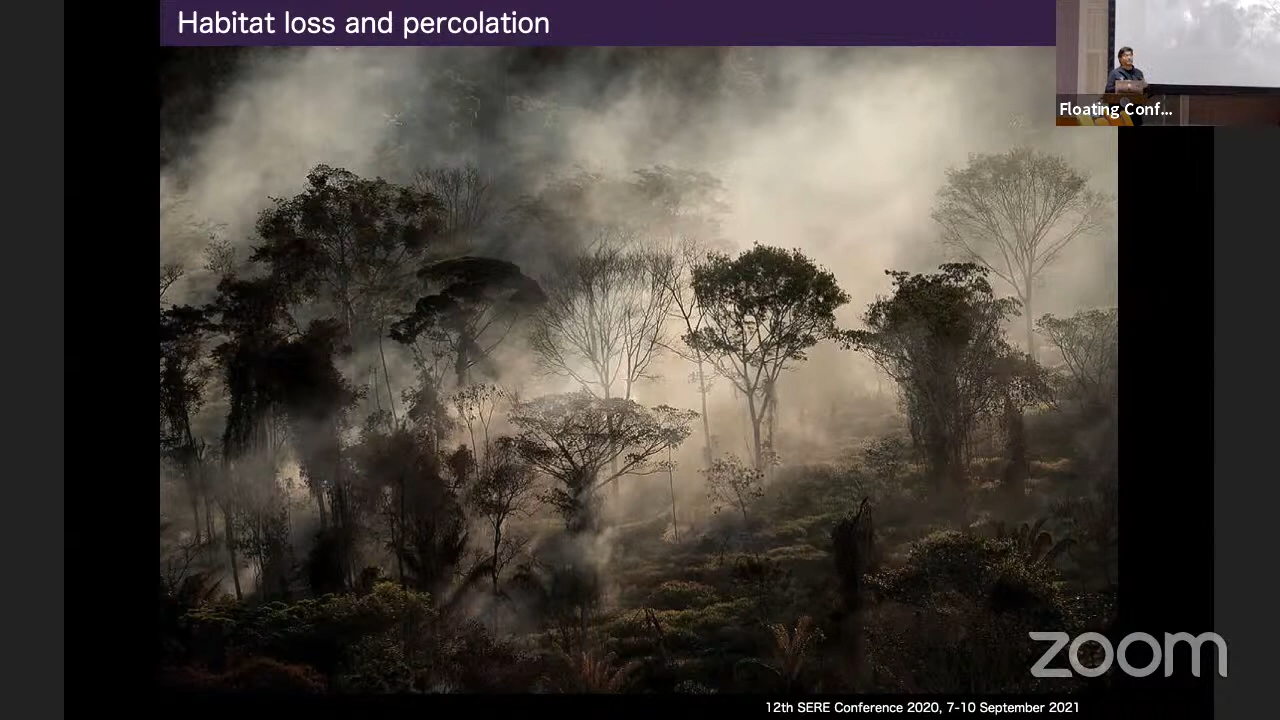 Habitat loss and percolation
Floating Conf...
zoom
12th SERE Conference 2020, 7-10 September 2021